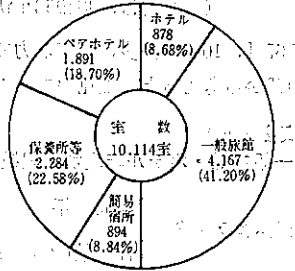 ホテル
878
(8.68%)
一般旅館
4.167
(41.20%)
簡易
宿所
894
(8.84%)
保養所等
2.284
(22.58%)
ペアホテル
1.891
(18.70%)
室 数
10.114室